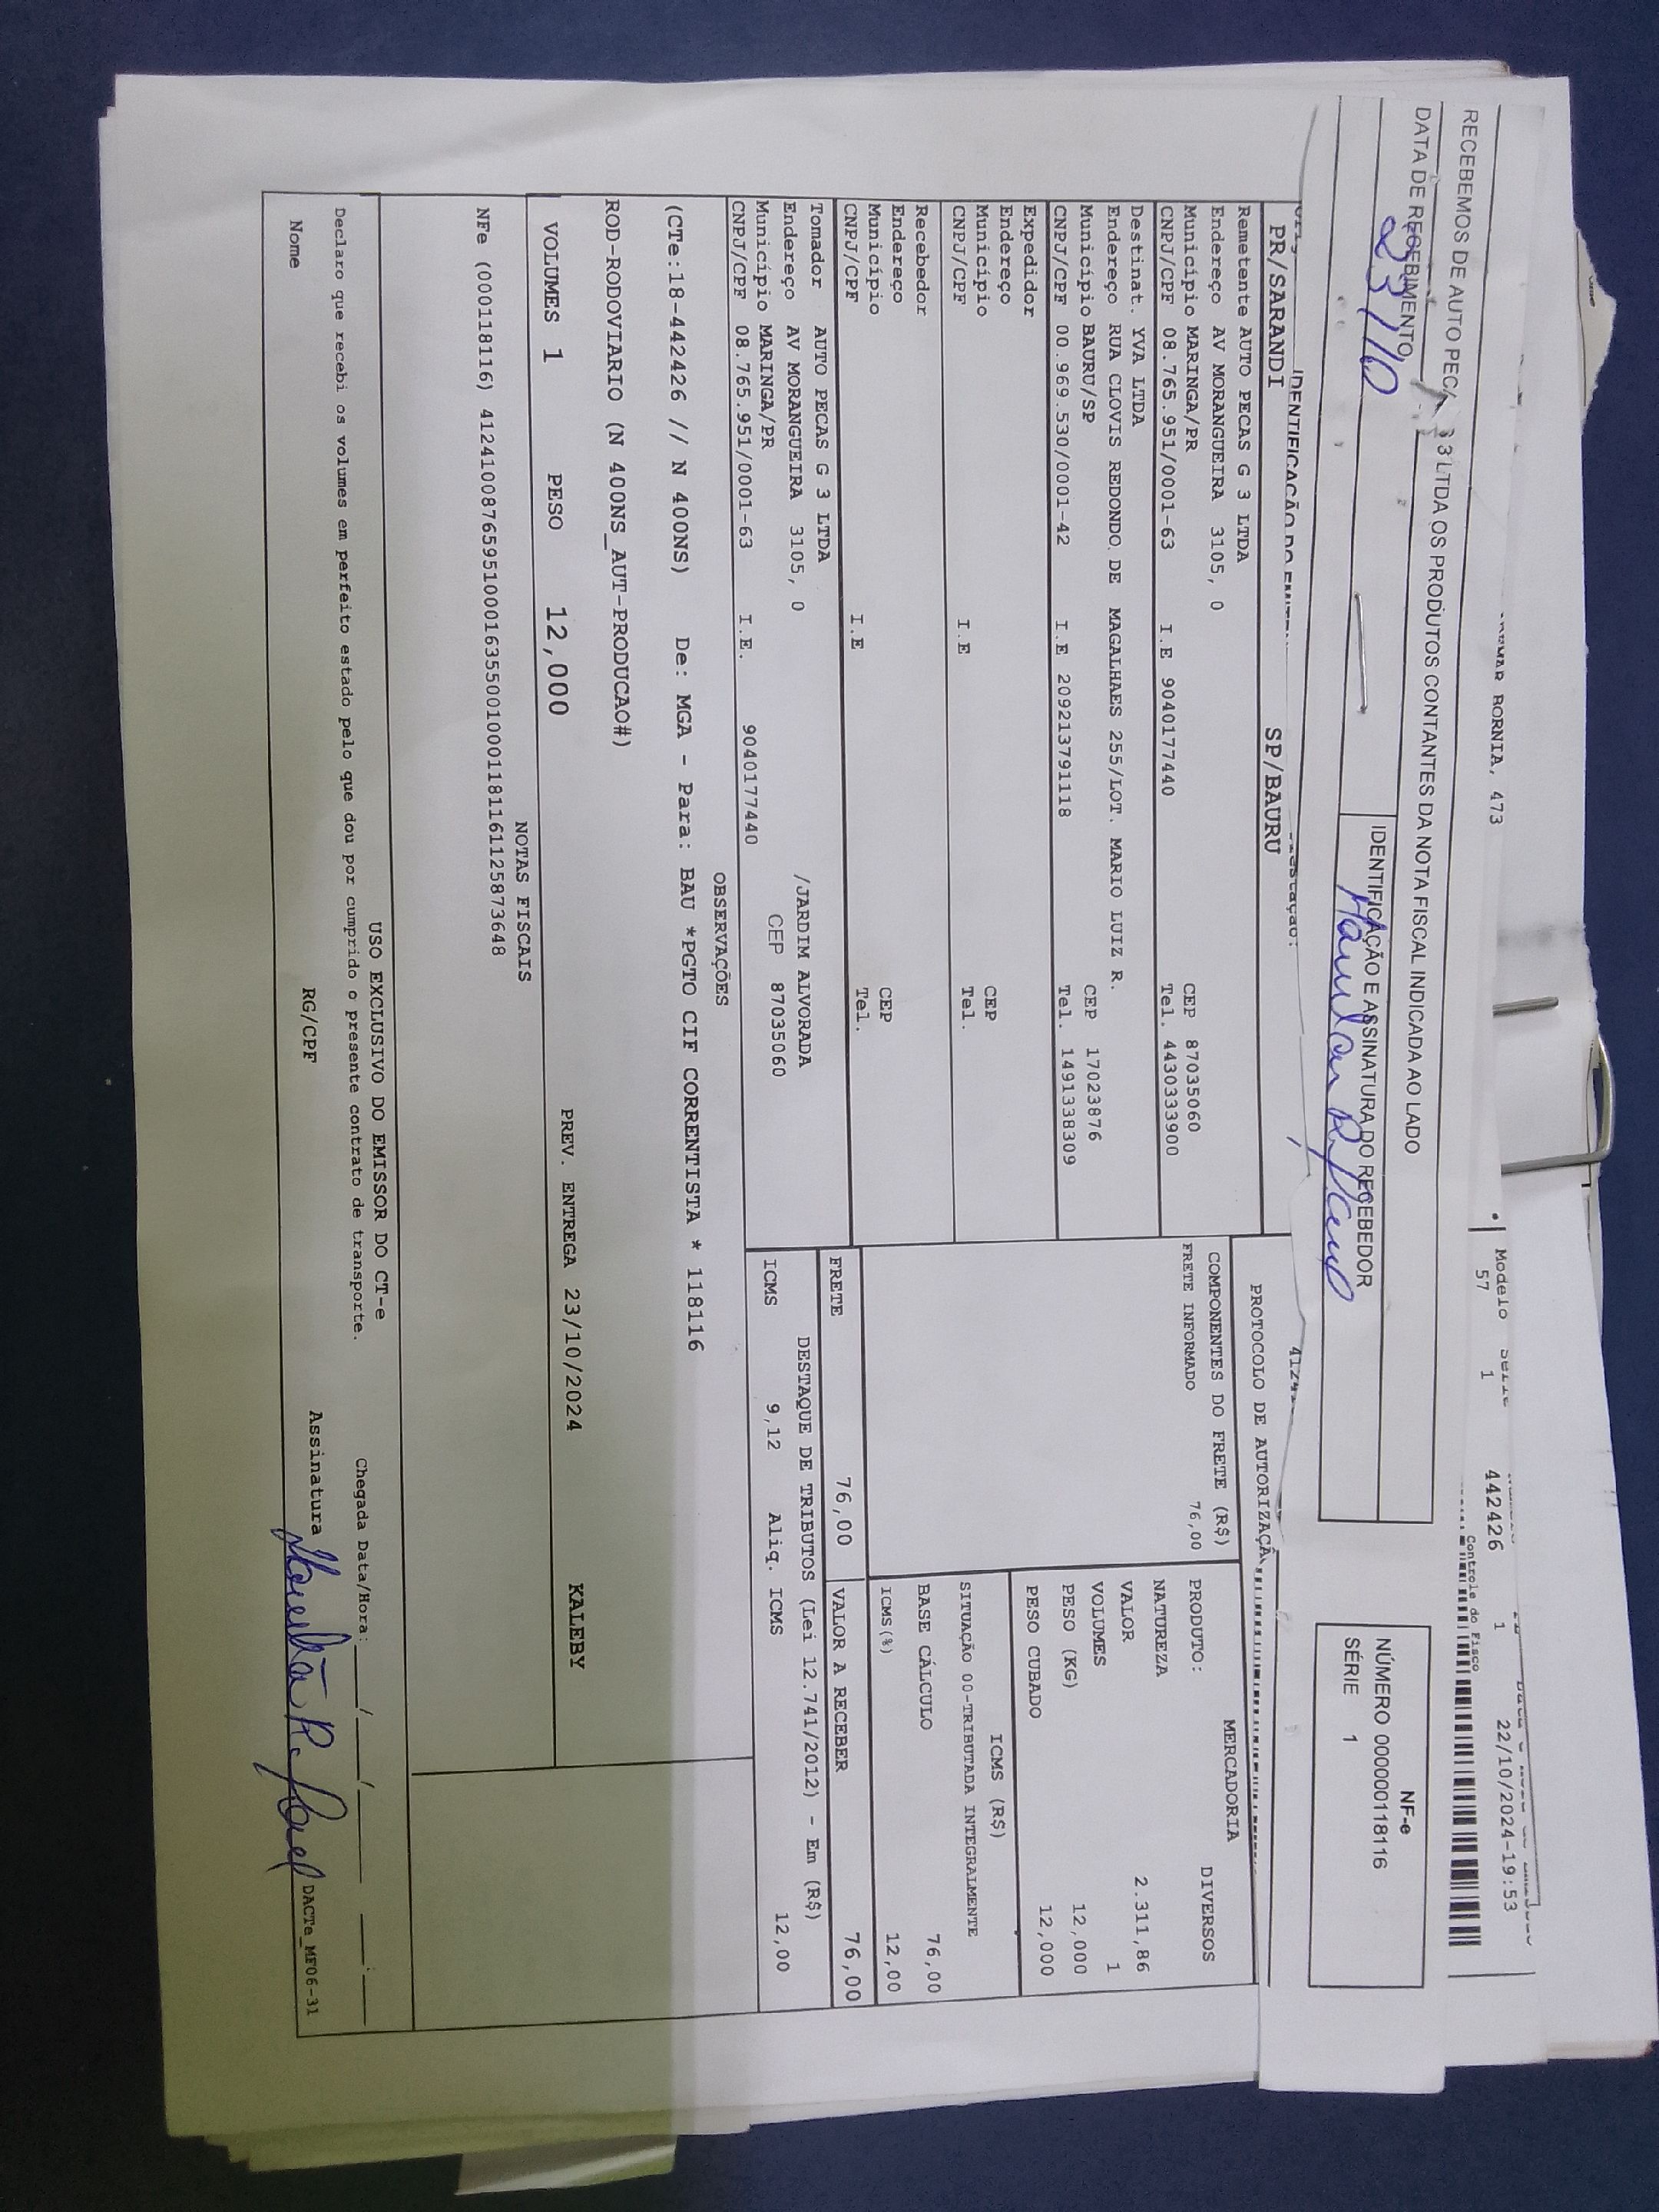 RNIA, 473
Modelo
57 1 442426 1 22/10/2024-19:53
Controle do Fisco
RECEBEMOS DE AUTO PEC 3 LTDA OS PRODUTOS CONTANTES DA NOTA FISCAL INDICADA AO LADO
DATA DE RECEBIMENTO
23/10
IDENTIFICAÇÃO E ASSINATURA DO RECEBEDOR
NF-e
NÚMERO 000000118116
SÉRIE 1
PR/SARANDI SP/BAURU
PROTOCOLO DE AUTORIZAÇÃ
Remetente AUTO PECAS G 3 LTDA
Endereço AV MORANGUEIRA 3105, 0
Município MARINGA/PR CEP 87035060
CNPJ/CPF 08.765.951/0001-63 I.E 9040177440 Tel. 443033​3900
Destinat. YVA LTDA
Endereço RUA CLOVIS REDONDO DE MAGALHAES 255/LOT. MARIO LUIZ R.
Município BAURU/SP CEP 17023876
CNPJ/CPF 00.969.530/0001-42 I.E 209213791118 Tel. 149133​8309
Expedidor
Endereço
Município CEP
CNPJ/CPF I.E Tel.
Recebedor
Endereço
Município CEP
CNPJ/CPF I.E Tel.
Tomador AUTO PECAS G 3 LTDA
Endereço AV MORANGUEIRA 3105, 0 /JARDIM ALVORADA
Município MARINGA/PR CEP 87035060
CNPJ/CPF 08.765.951/0001-63 I.E. 9040177440
COMPONENTES DO FRETE (R$)
FRETE INFORMADO 76,00
MERCADORIA
PRODUTO: DIVERSOS
NATUREZA
VALOR 2.311,86
VOLUMES 1
PESO (KG) 12,000
PESO CUBADO 12,000
ICMS (R$)
SITUAÇÃO 00-TRIBUTADA INTEGRALMENTE
BASE CÁLCULO 76,00
ICMS(%) 12,00
FRETE 76,00 VALOR A RECEBER 76,00
DESTAQUE DE TRIBUTOS (Lei 12.741/2012) - Em (R$)
ICMS 9,12 Aliq. ICMS 12,00
OBSERVAÇÕES
(CTe:18-442426 // N 400NS) De: MGA - Para: BAU *PGTO CIF CORRENTISTA * 118116
ROD-RODOVIARIO (N 400NS_AUT-PRODUCAO#)
VOLUMES 1 PESO 12,000 PREV. ENTREGA 23/10/2024 KALEBY
NOTAS FISCAIS
NFe (000118116) 41241008765951000163550010001181161125873648
USO EXCLUSIVO DO EMISSOR DO CT-e
Declaro que recebi os volumes em perfeito estado pelo que dou por cumprido o presente contrato de transporte. Chegada Data/Hora: / / :
Nome RG/CPF Assinatura DACTe_MF06-31